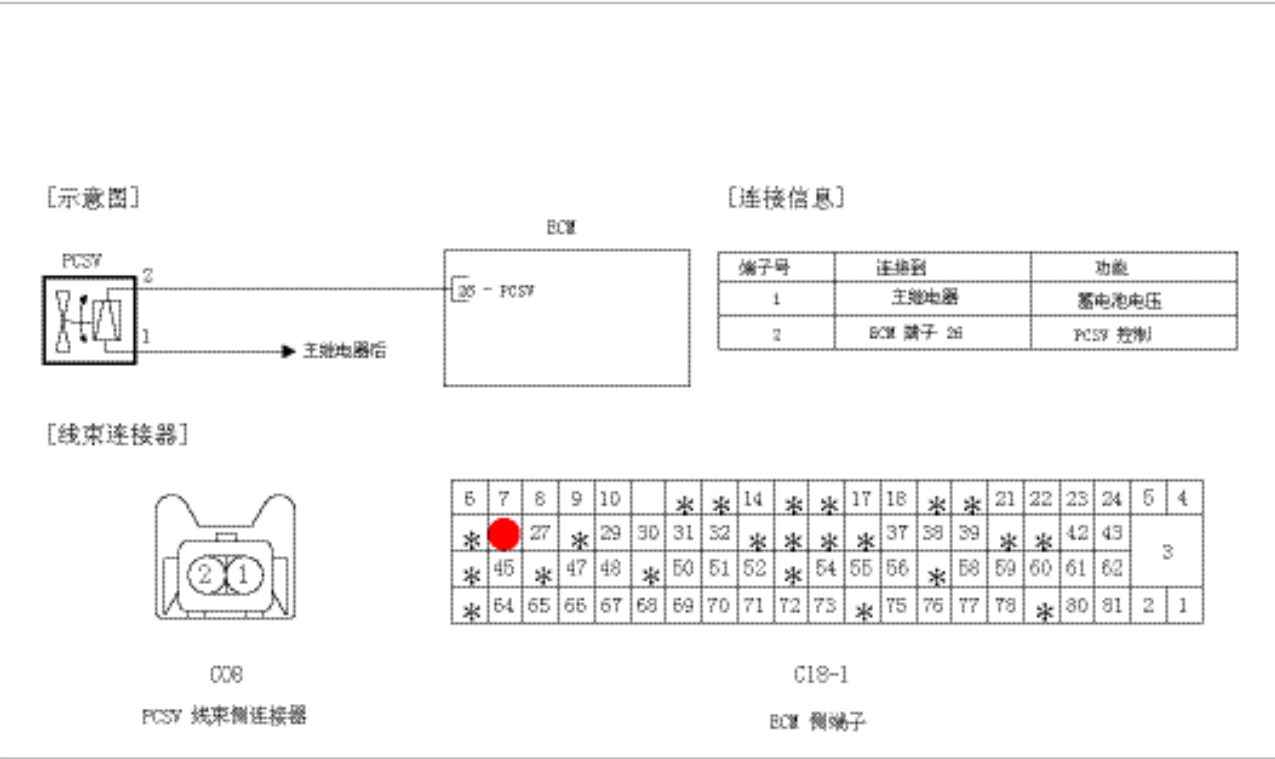 [示意图]
[连接信息]
ECM
PCSV
2
26 - PCSV
1
主继电器后
端子号 连接到 功能
1 主继电器 蓄电池电压
2 ECM 端子 26 PCSV 控制
[线束连接器]
6 7 8 9 10 * * 14 * * 17 18 * * 21 22 23 24 5 4
* 27 * 29 30 31 32 * * * * 37 38 39 * * 42 43
3
* 45 * 47 48 * 50 51 52 * 54 55 56 * 58 59 60 61 62
* 64 65 66 67 68 69 70 71 72 73 * 75 76 77 78 * 80 81 2 1
2 1
C08
PCSV 线束侧连接器
C18-1
ECM 侧端子